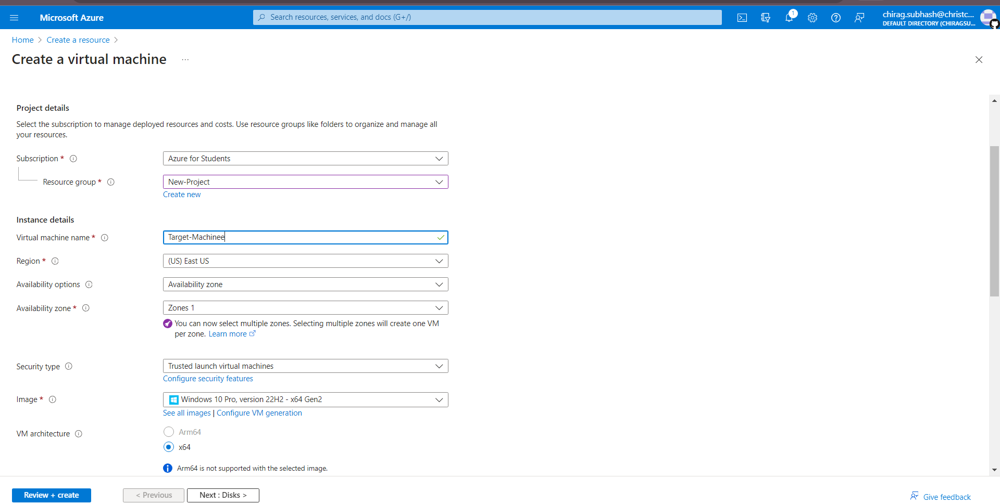 Microsoft Azure
Search resources, services, and docs (G+/)
1
chirag.subhash@christc...
DEFAULT DIRECTORY (CHIRAGSU...
Home > Create a resource >
Create a virtual machine ...
Project details
Select the subscription to manage deployed resources and costs. Use resource groups like folders to organize and manage all
your resources.
Subscription *
Azure for Students
Resource group *
New-Project
Create new
Instance details
Virtual machine name *
Target-Machinee
Region *
(US) East US
Availability options
Availability zone
Availability zone *
Zones 1
You can now select multiple zones. Selecting multiple zones will create one VM
per zone. Learn more
Security type
Trusted launch virtual machines
Configure security features
Image *
Windows 10 Pro, version 22H2 - x64 Gen2
See all images | Configure VM generation
VM architecture
Arm64
x64
Arm64 is not supported with the selected image.
Review + create
< Previous
Next : Disks >
Give feedback